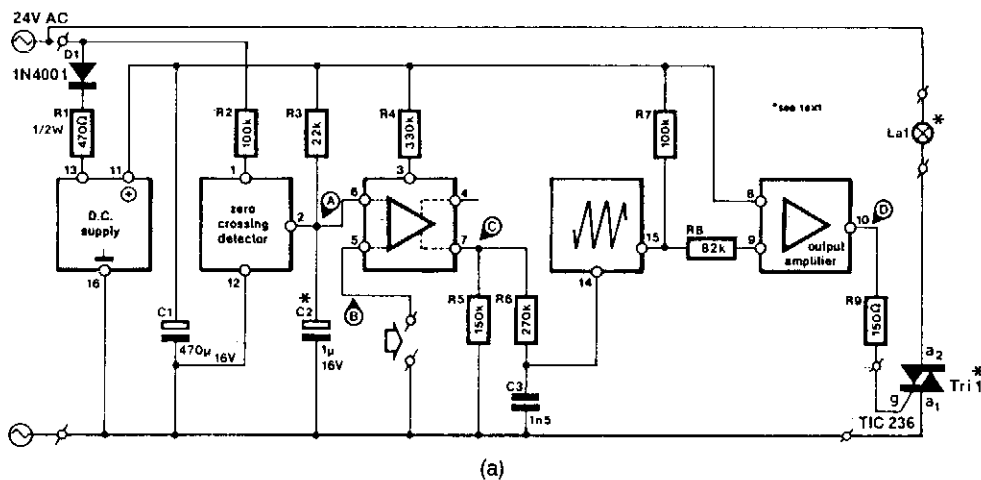 24V AC
D1
1N4001
R1
1/2W
470Ω
R2
100k
R3
22k
R4
330k
R7
100k
*see text
La1
*
13
11
+
D.C.
supply
16
1
zero
crossing
detector
2
12
A
3
6
4
5
7
C
B
15
14
R8
82k
8
9
10
D
output
amplifier
C1
470µ
16V
*
C2
1µ
16V
R5
150k
R6
270k
C3
1n5
R9
150Ω
a2
*
Tri 1
g
a1
TIC 236
(a)